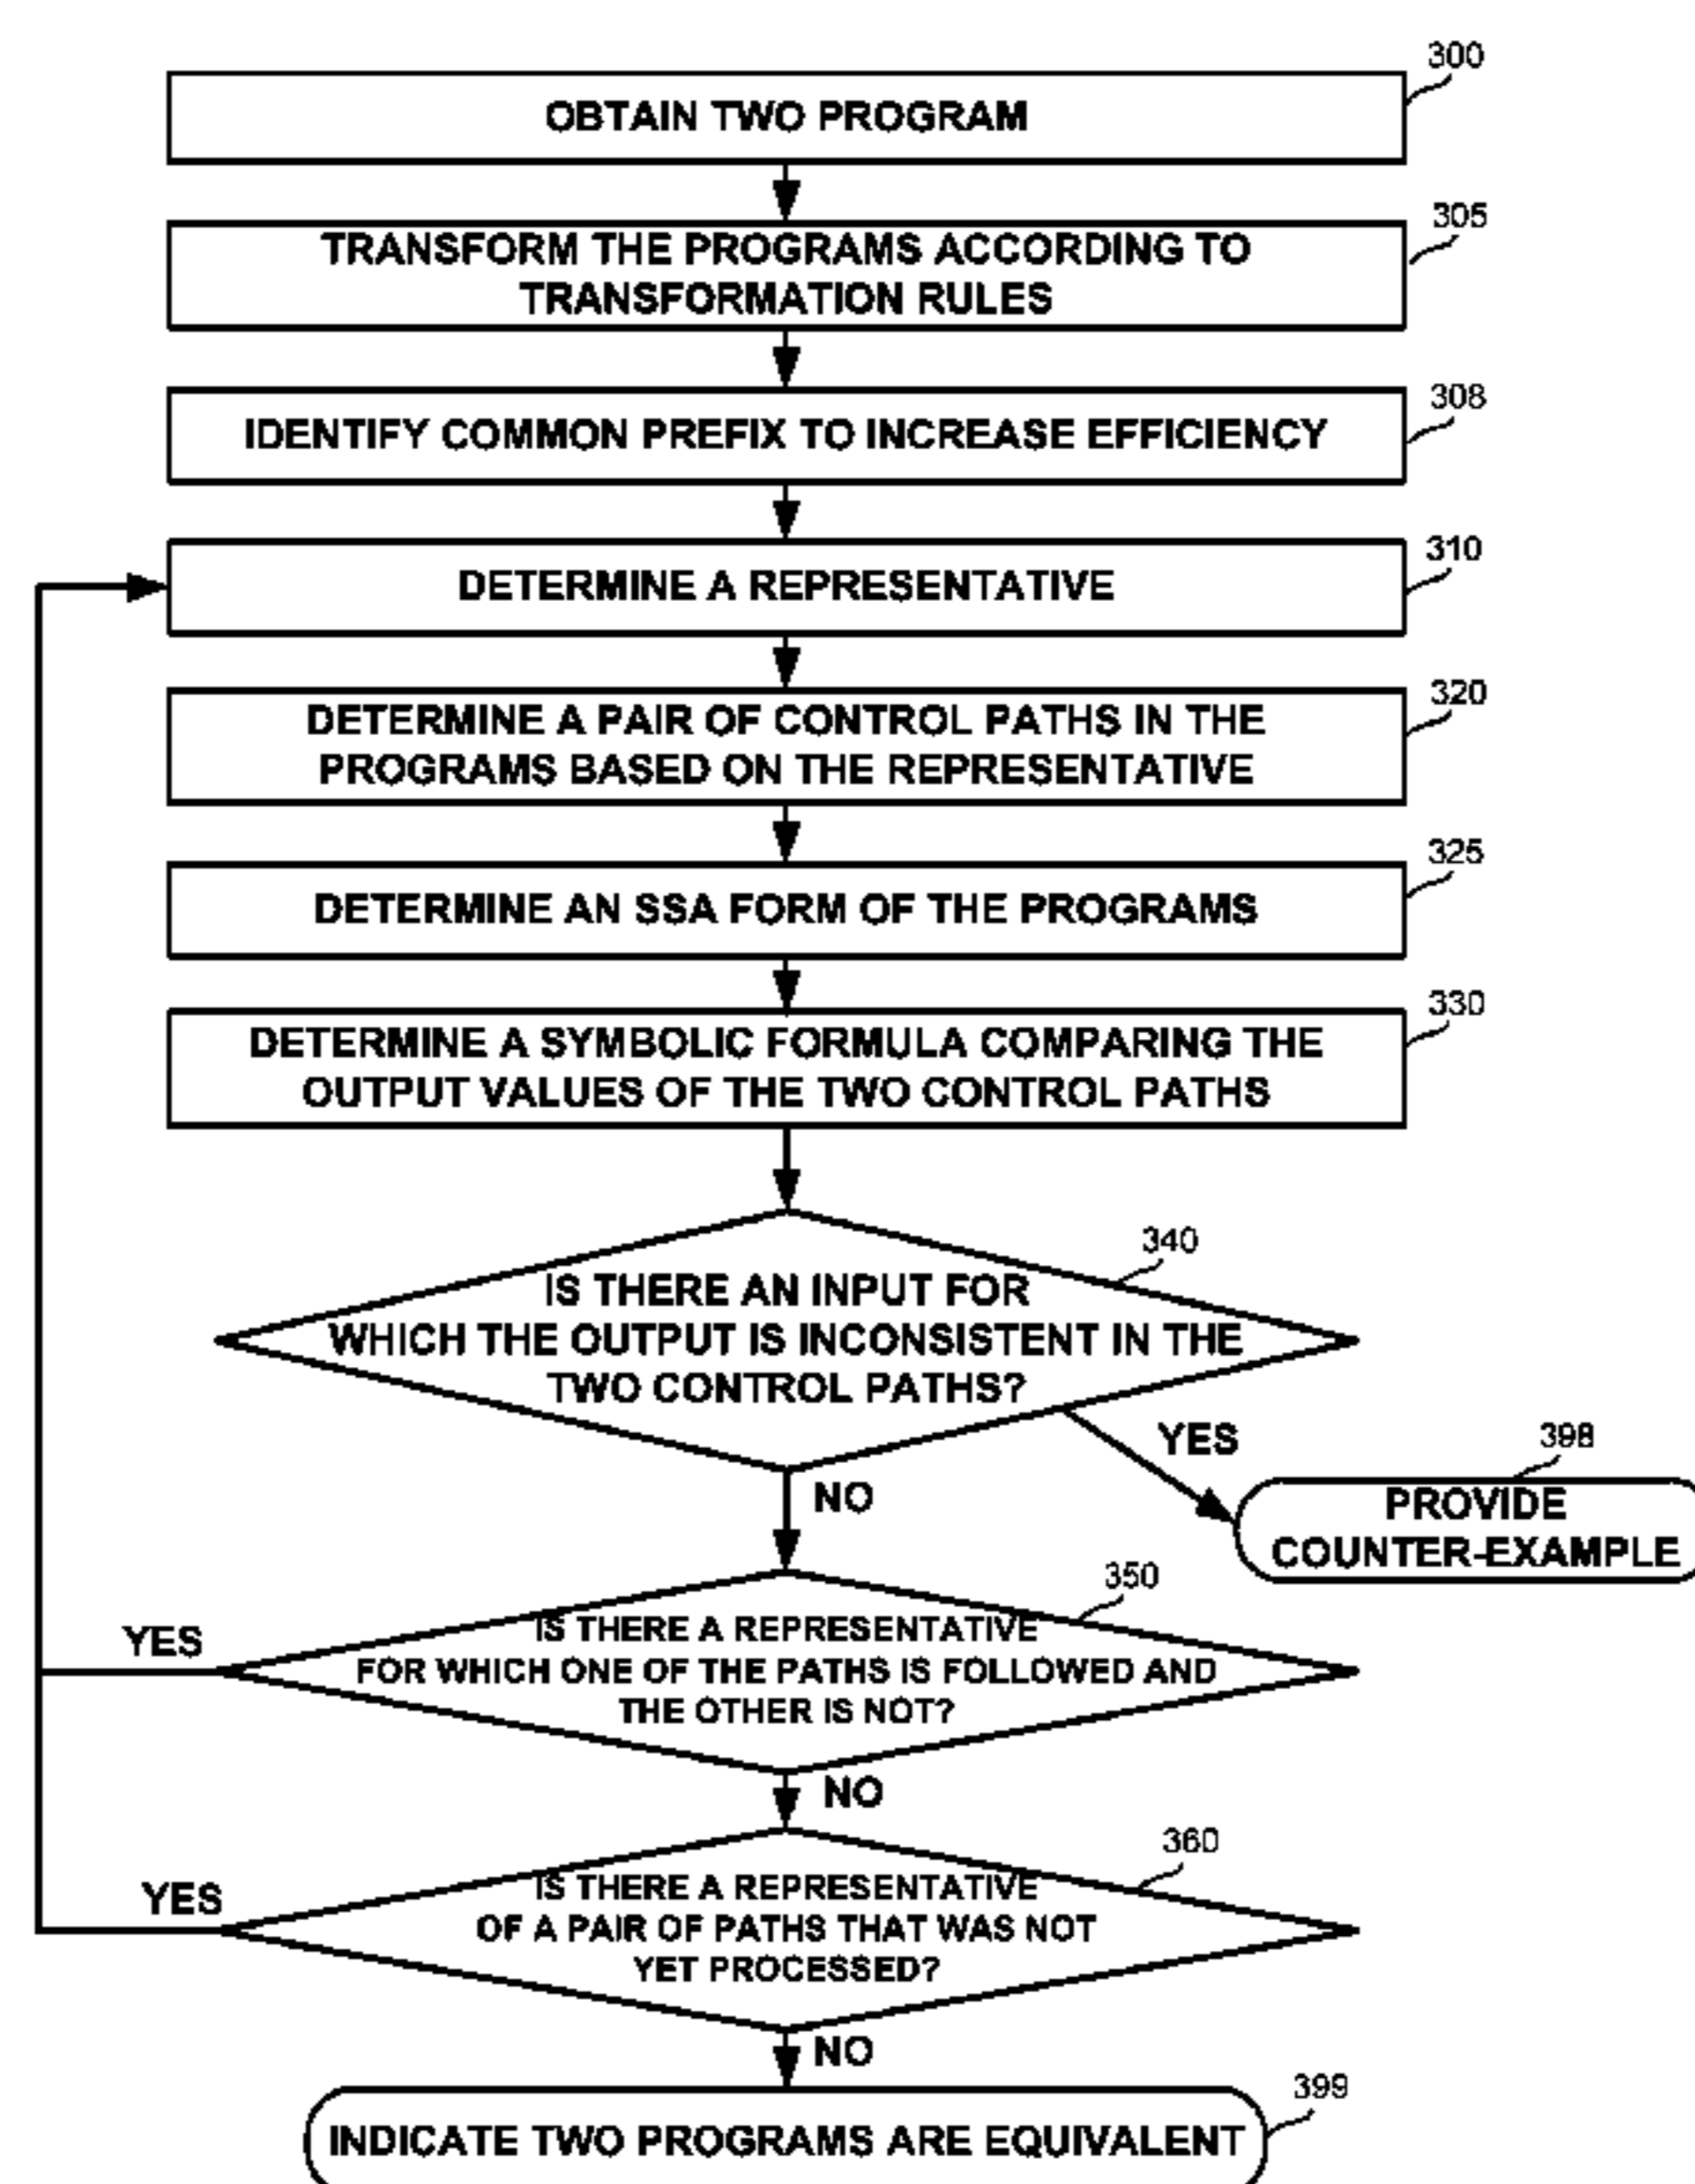 300
OBTAIN TWO PROGRAM
305
TRANSFORM THE PROGRAMS ACCORDING TO
TRANSFORMATION RULES
308
IDENTIFY COMMON PREFIX TO INCREASE EFFICIENCY
310
DETERMINE A REPRESENTATIVE
320
DETERMINE A PAIR OF CONTROL PATHS IN THE
PROGRAMS BASED ON THE REPRESENTATIVE
325
DETERMINE AN SSA FORM OF THE PROGRAMS
330
DETERMINE A SYMBOLIC FORMULA COMPARING THE
OUTPUT VALUES OF THE TWO CONTROL PATHS
340
IS THERE AN INPUT FOR
WHICH THE OUTPUT IS INCONSISTENT IN THE
TWO CONTROL PATHS?
YES
398
PROVIDE
COUNTER-EXAMPLE
NO
350
IS THERE A REPRESENTATIVE
FOR WHICH ONE OF THE PATHS IS FOLLOWED AND
THE OTHER IS NOT?
YES
NO
360
IS THERE A REPRESENTATIVE
OF A PAIR OF PATHS THAT WAS NOT
YET PROCESSED?
YES
NO
399
INDICATE TWO PROGRAMS ARE EQUIVALENT